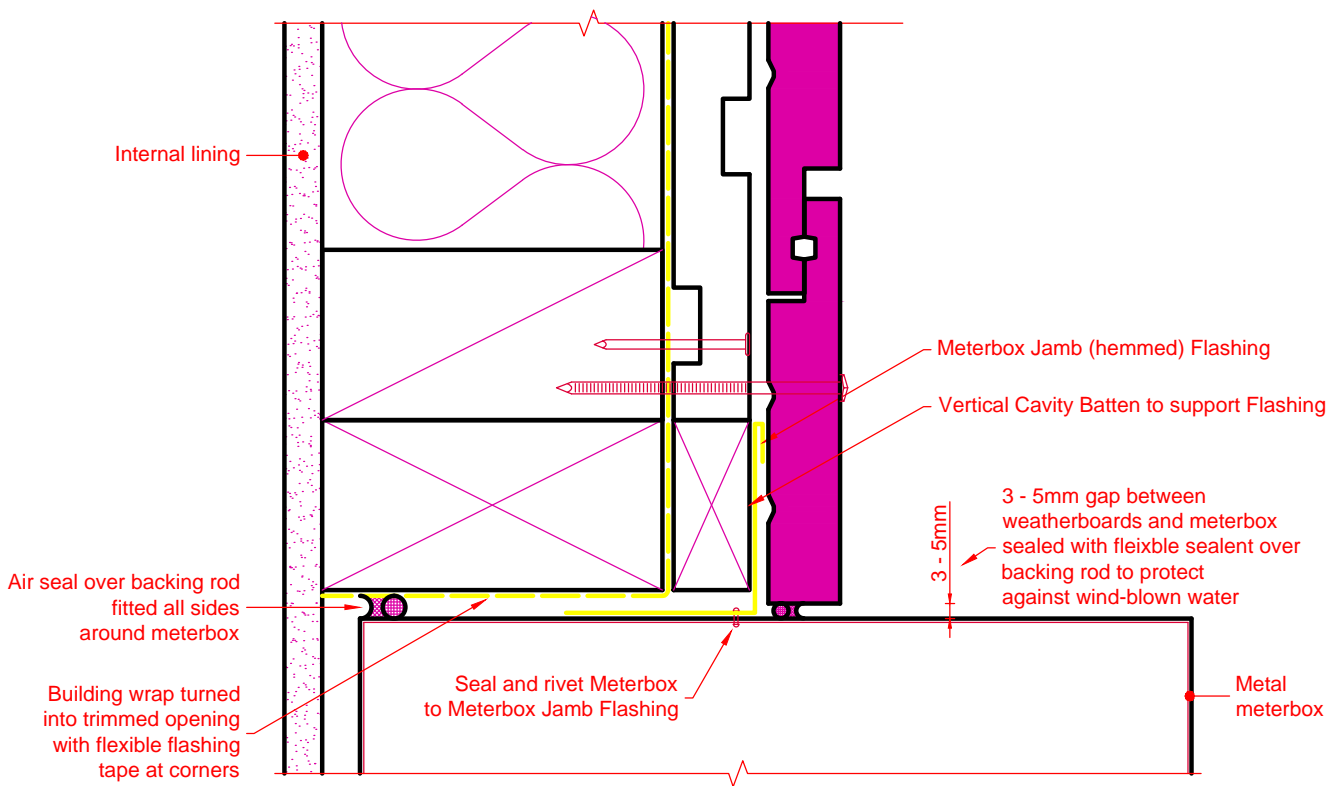 Internal lining
Meterbox Jamb (hemmed) Flashing
Vertical Cavity Batten to support Flashing
3 - 5mm
3 - 5mm gap between
weatherboards and meterbox
sealed with fleixble sealent over
backing rod to protect
against wind-blown water
Air seal over backing rod
fitted all sides
around meterbox
Building wrap turned
into trimmed opening
with flexible flashing
tape at corners
Seal and rivet Meterbox
to Meterbox Jamb Flashing
Metal
meterbox